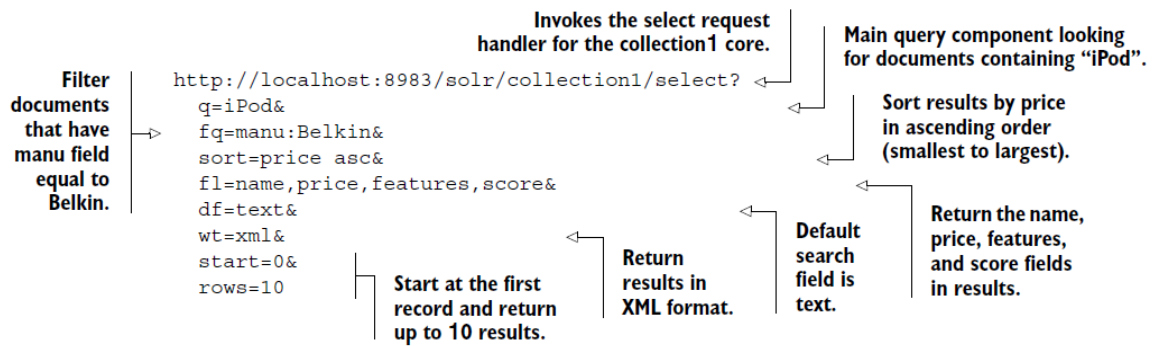 Invokes the select request
handler for the collection1 core.
Main query component looking
for documents containing “iPod”.
Filter
documents
that have
manu field
equal to
Belkin.
http://localhost:8983/solr/collection1/select?
q=iPod&
fq=manu:Belkin&
sort=price asc&
fl=name,price,features,score&
df=text&
wt=xml&
start=0&
rows=10
Sort results by price
in ascending order
(smallest to largest).
Return the name,
price, features,
and score fields
in results.
Default
search
field is
text.
Return
results in
XML format.
Start at the first
record and return
up to 10 results.